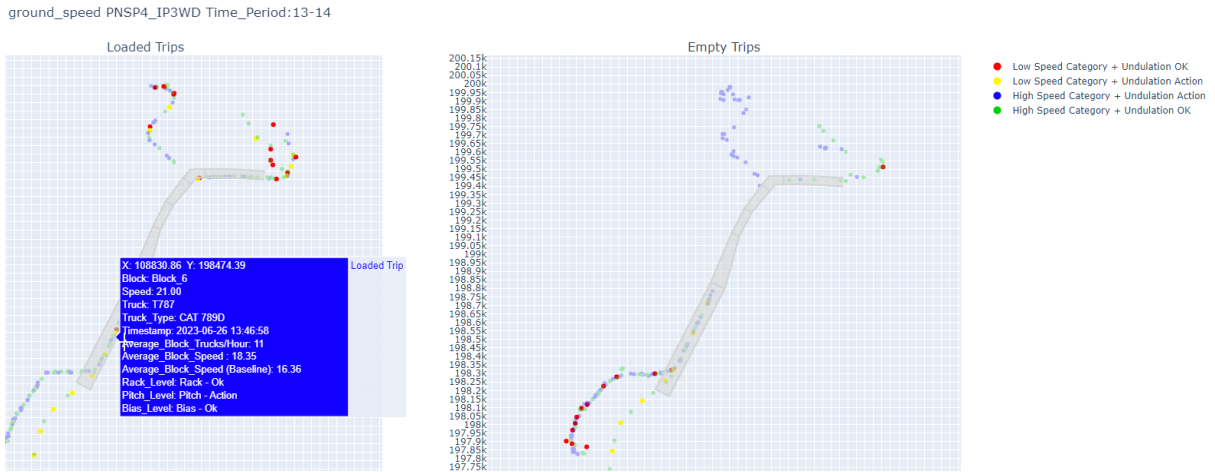 ground_speed PNSP4_IP3WD Time_Period:13-14
Loaded Trips
Empty Trips
200.15k
200.1k
200.05k
200k
199.95k
199.9k
199.85k
199.8k
199.75k
199.7k
199.65k
199.6k
199.55k
199.5k
199.45k
199.4k
199.35k
199.3k
199.25k
199.2k
199.15k
199.1k
199.05k
199k
198.95k
198.9k
198.85k
198.8k
198.75k
198.7k
198.65k
198.6k
198.55k
198.5k
198.45k
198.4k
198.35k
198.3k
198.25k
198.2k
198.15k
198.1k
198.05k
198k
197.95k
197.9k
197.85k
197.8k
197.75k
Low Speed Category + Undulation OK
Low Speed Category + Undulation Action
High Speed Category + Undulation Action
High Speed Category + Undulation OK
X: 108830.86 Y: 198474.39
Block: Block_6
Speed: 21.00
Truck: T787
Truck_Type: CAT 789D
Timestamp: 2023-06-26 13:46:58
Average_Block_Trucks/Hour: 11
Average_Block_Speed : 18.35
Average_Block_Speed (Baseline): 16.36
Rack_Level: Rack - Ok
Pitch_Level: Pitch - Action
Bias_Level: Bias - Ok
Loaded Trip